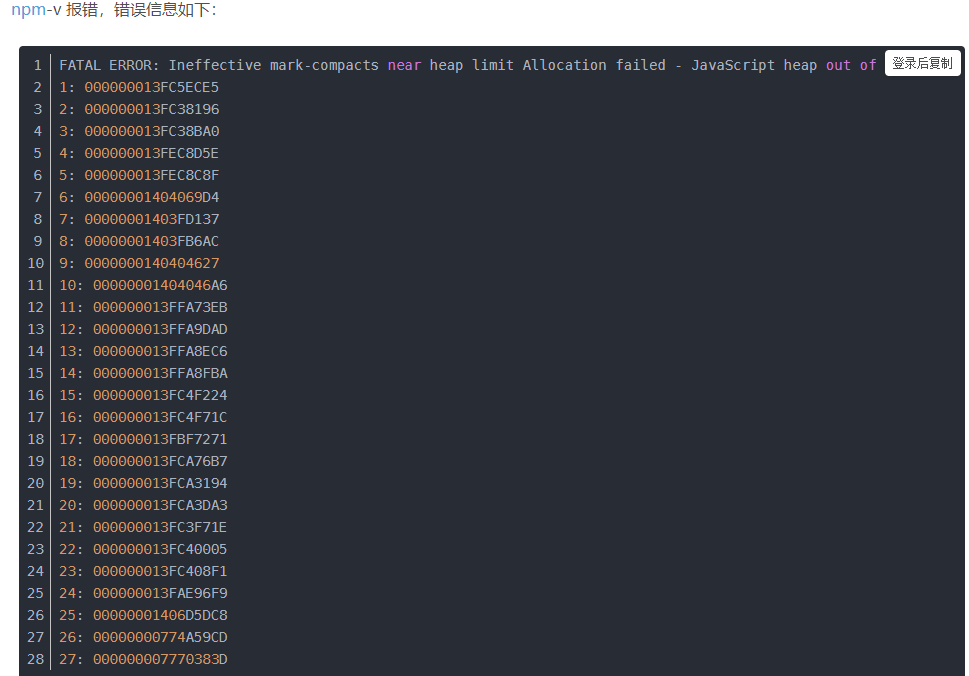 npm-v 报错，错误信息如下：
1 FATAL ERROR: Ineffective mark-compacts near heap limit Allocation failed - JavaScript heap out of 登录后复制
2 1: 000000013FC5ECE5
3 2: 000000013FC38196
4 3: 000000013FC38BA0
5 4: 000000013FEC8D5E
6 5: 000000013FEC8C8F
7 6: 00000001404069D4
8 7: 00000001403FD137
9 8: 00000001403FB6AC
10 9: 0000000140404627
11 10: 00000001404046A6
12 11: 000000013FFA73EB
13 12: 000000013FFA9DAD
14 13: 000000013FFA8EC6
15 14: 000000013FFA8FBA
16 15: 000000013FC4F224
17 16: 000000013FC4F71C
18 17: 000000013FBF7271
19 18: 000000013FCA76B7
20 19: 000000013FCA3194
21 20: 000000013FCA3DA3
22 21: 000000013FC3F71E
23 22: 000000013FC40005
24 23: 000000013FC408F1
25 24: 000000013FAE96F9
26 25: 00000001406D5DC8
27 26: 00000000774A59CD
28 27: 000000007770383D